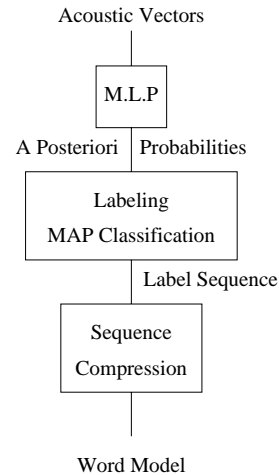 Acoustic Vectors
M.L.P
A Posteriori Probabilities
Labeling
MAP Classification
Label Sequence
Sequence
Compression
Word Model